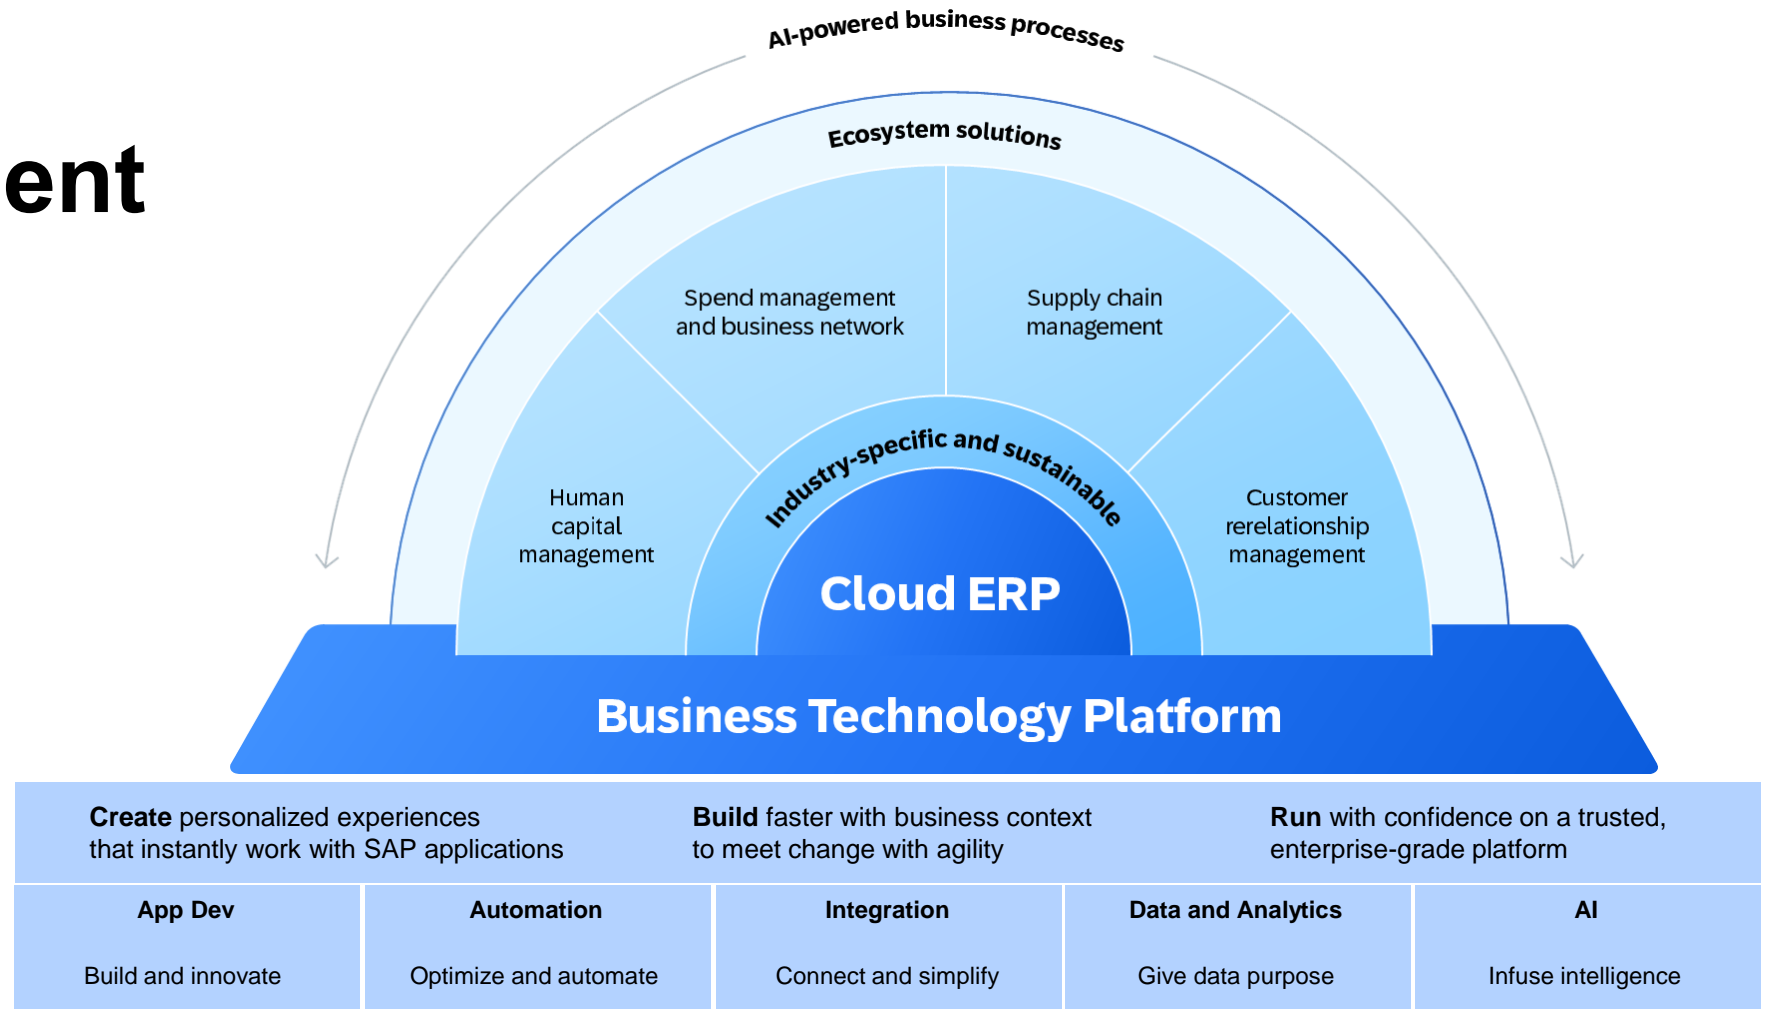 AI-powered business processes
Ecosystem solutions
ent
Spend management
and business network
Supply chain
management
Industry-specific and sustainable
Human
capital
management
Customer
rerelationship
management
Cloud ERP
Business Technology Platform
Create personalized experiences
that instantly work with SAP applications
Build faster with business context
to meet change with agility
Run with confidence on a trusted,
enterprise-grade platform
App Dev
Build and innovate
Automation
Optimize and automate
Integration
Connect and simplify
Data and Analytics
Give data purpose
AI
Infuse intelligence